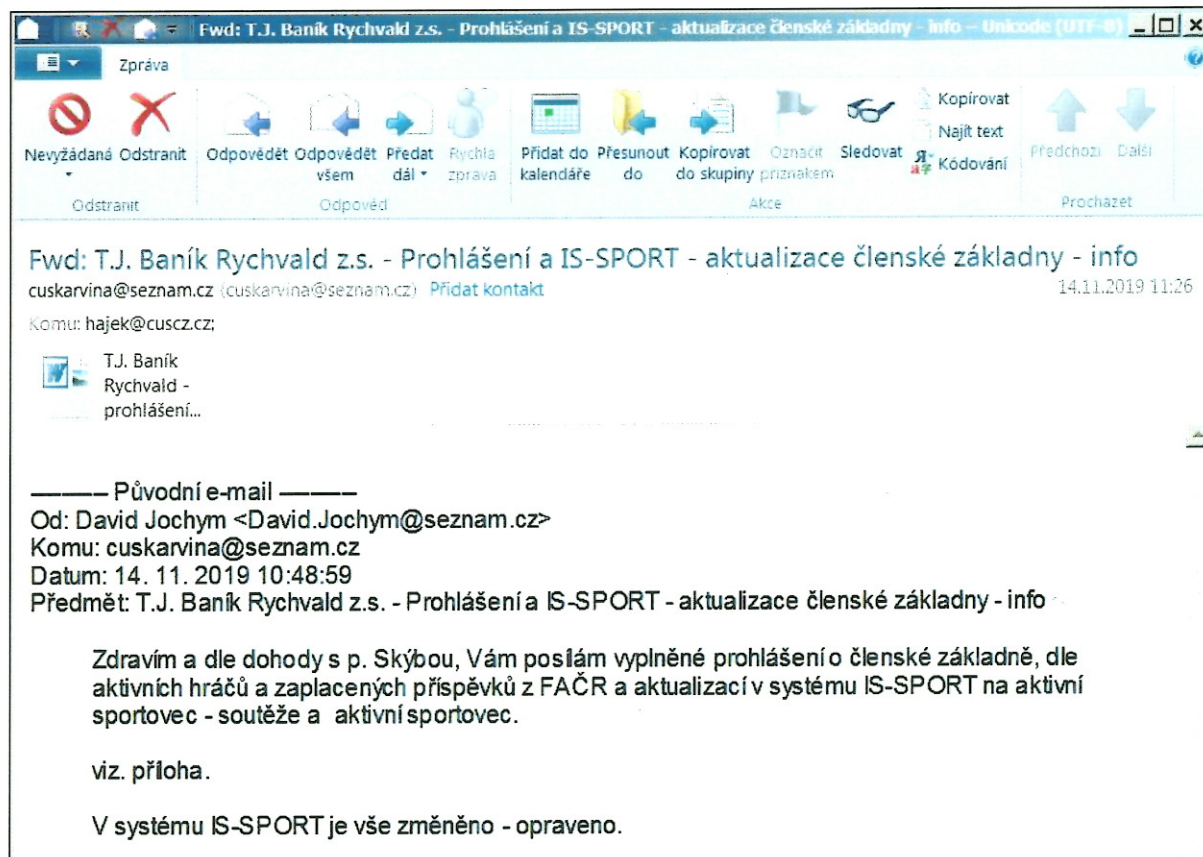 Fwd: T.J. Baník Rychvald z.s. - Prohlášení a IS-SPORT - aktualizace členské základny - info - Unicode (UTF-8)
Zpráva
Nevyžádaná Odstranit Odpovědět Odpovědět všem Předat dál Rychlá zpráva Přidat do kalendáře Přesunout do Kopírovat do skupiny Označit příznakem Sledovat Kopírovat Najít text Kódování Předchozí Další
Odstranit Odpověd Akce Procházet
Fwd: T.J. Baník Rychvald z.s. - Prohlášení a IS-SPORT - aktualizace členské základny - info
cuskarvina@seznam.cz (cuskarvina@seznam.cz) Přidat kontakt 14.11.2019 11:26
Komu: hajek@cuscz.cz;
T.J. Baník
Rychvald -
prohlášení...
———— Původní e-mail ————
Od: David Jochym <David.Jochym@seznam.cz>
Komu: cuskarvina@seznam.cz
Datum: 14. 11. 2019 10:48:59
Předmět: T.J. Baník Rychvald z.s. - Prohlášení a IS-SPORT - aktualizace členské základny - info
Zdravím a dle dohody s p. Skýbou, Vám posílám vyplněné prohlášení o členské základně, dle
aktivních hráčů a zaplacených příspěvků z FAČR a aktualizací v systému IS-SPORT na aktivní
sportovec - soutěže a aktivní sportovec.
viz. příloha.
V systému IS-SPORT je vše změněno - opraveno.